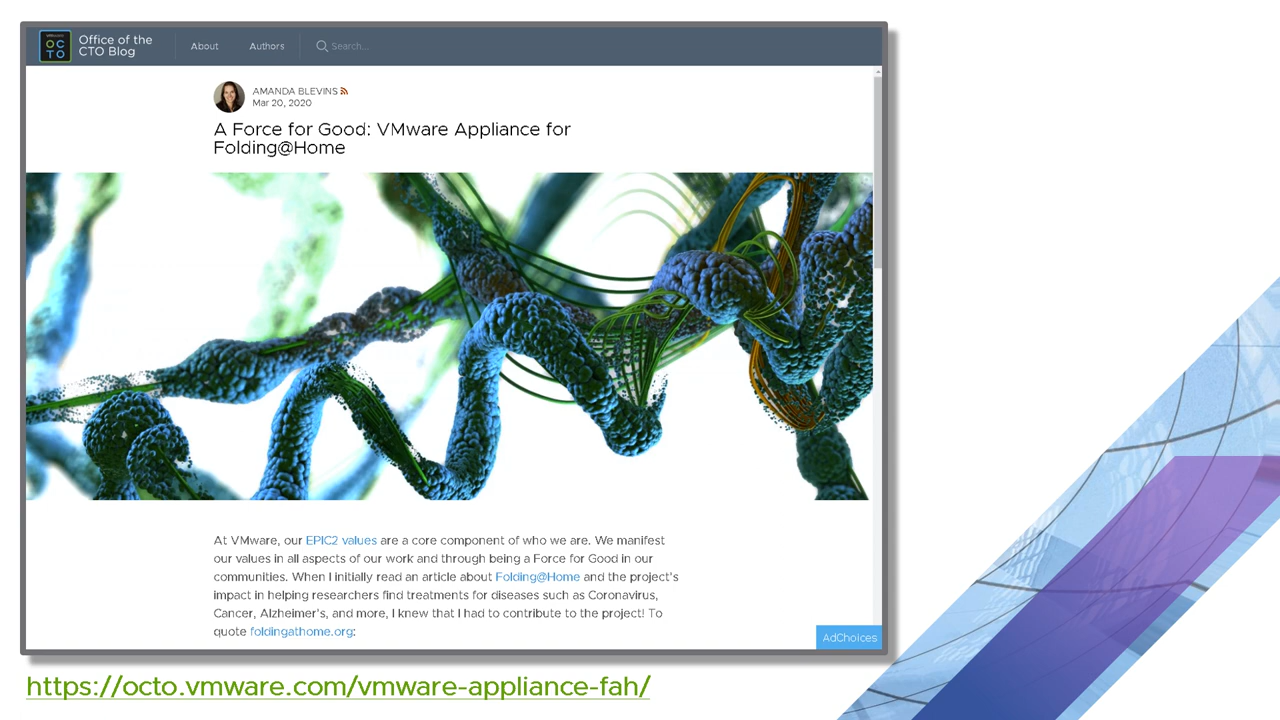 vmware
OC
TO
Office of the
CTO Blog
About
Authors
Search...
AMANDA BLEVINS
Mar 20, 2020
A Force for Good: VMware Appliance for
Folding@Home
At VMware, our EPIC2 values are a core component of who we are. We manifest
our values in all aspects of our work and through being a Force for Good in our
communities. When I initially read an article about Folding@Home and the project's
impact in helping researchers find treatments for diseases such as Coronavirus,
Cancer, Alzheimer's, and more, I knew that I had to contribute to the project! To
quote foldingathome.org:
AdChoices
https://octo.vmware.com/vmware-appliance-fah/